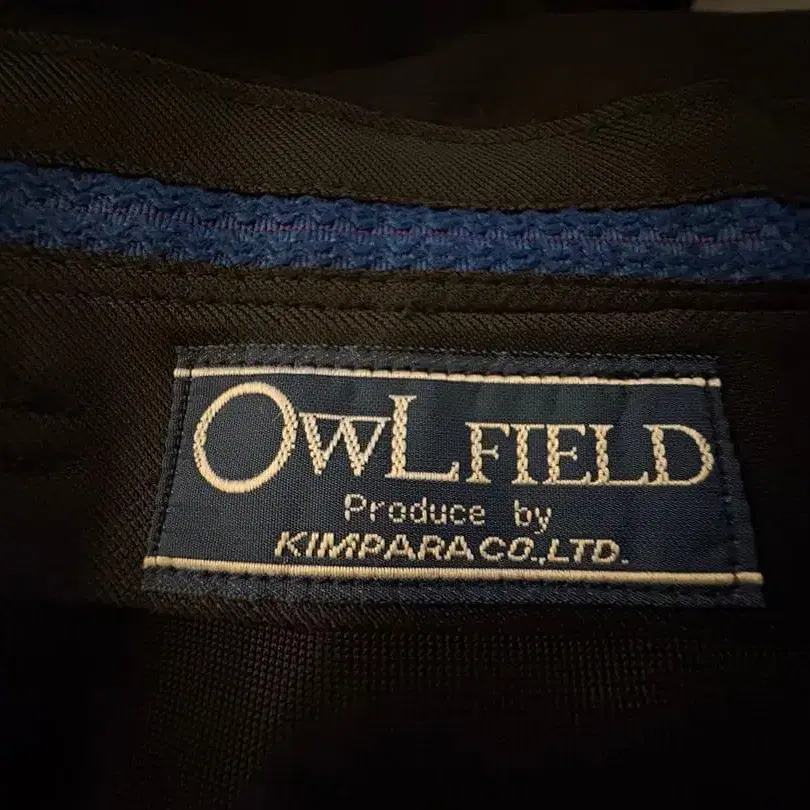 OWLFIELD
Produce by
KIMPARA CO.,LTD.